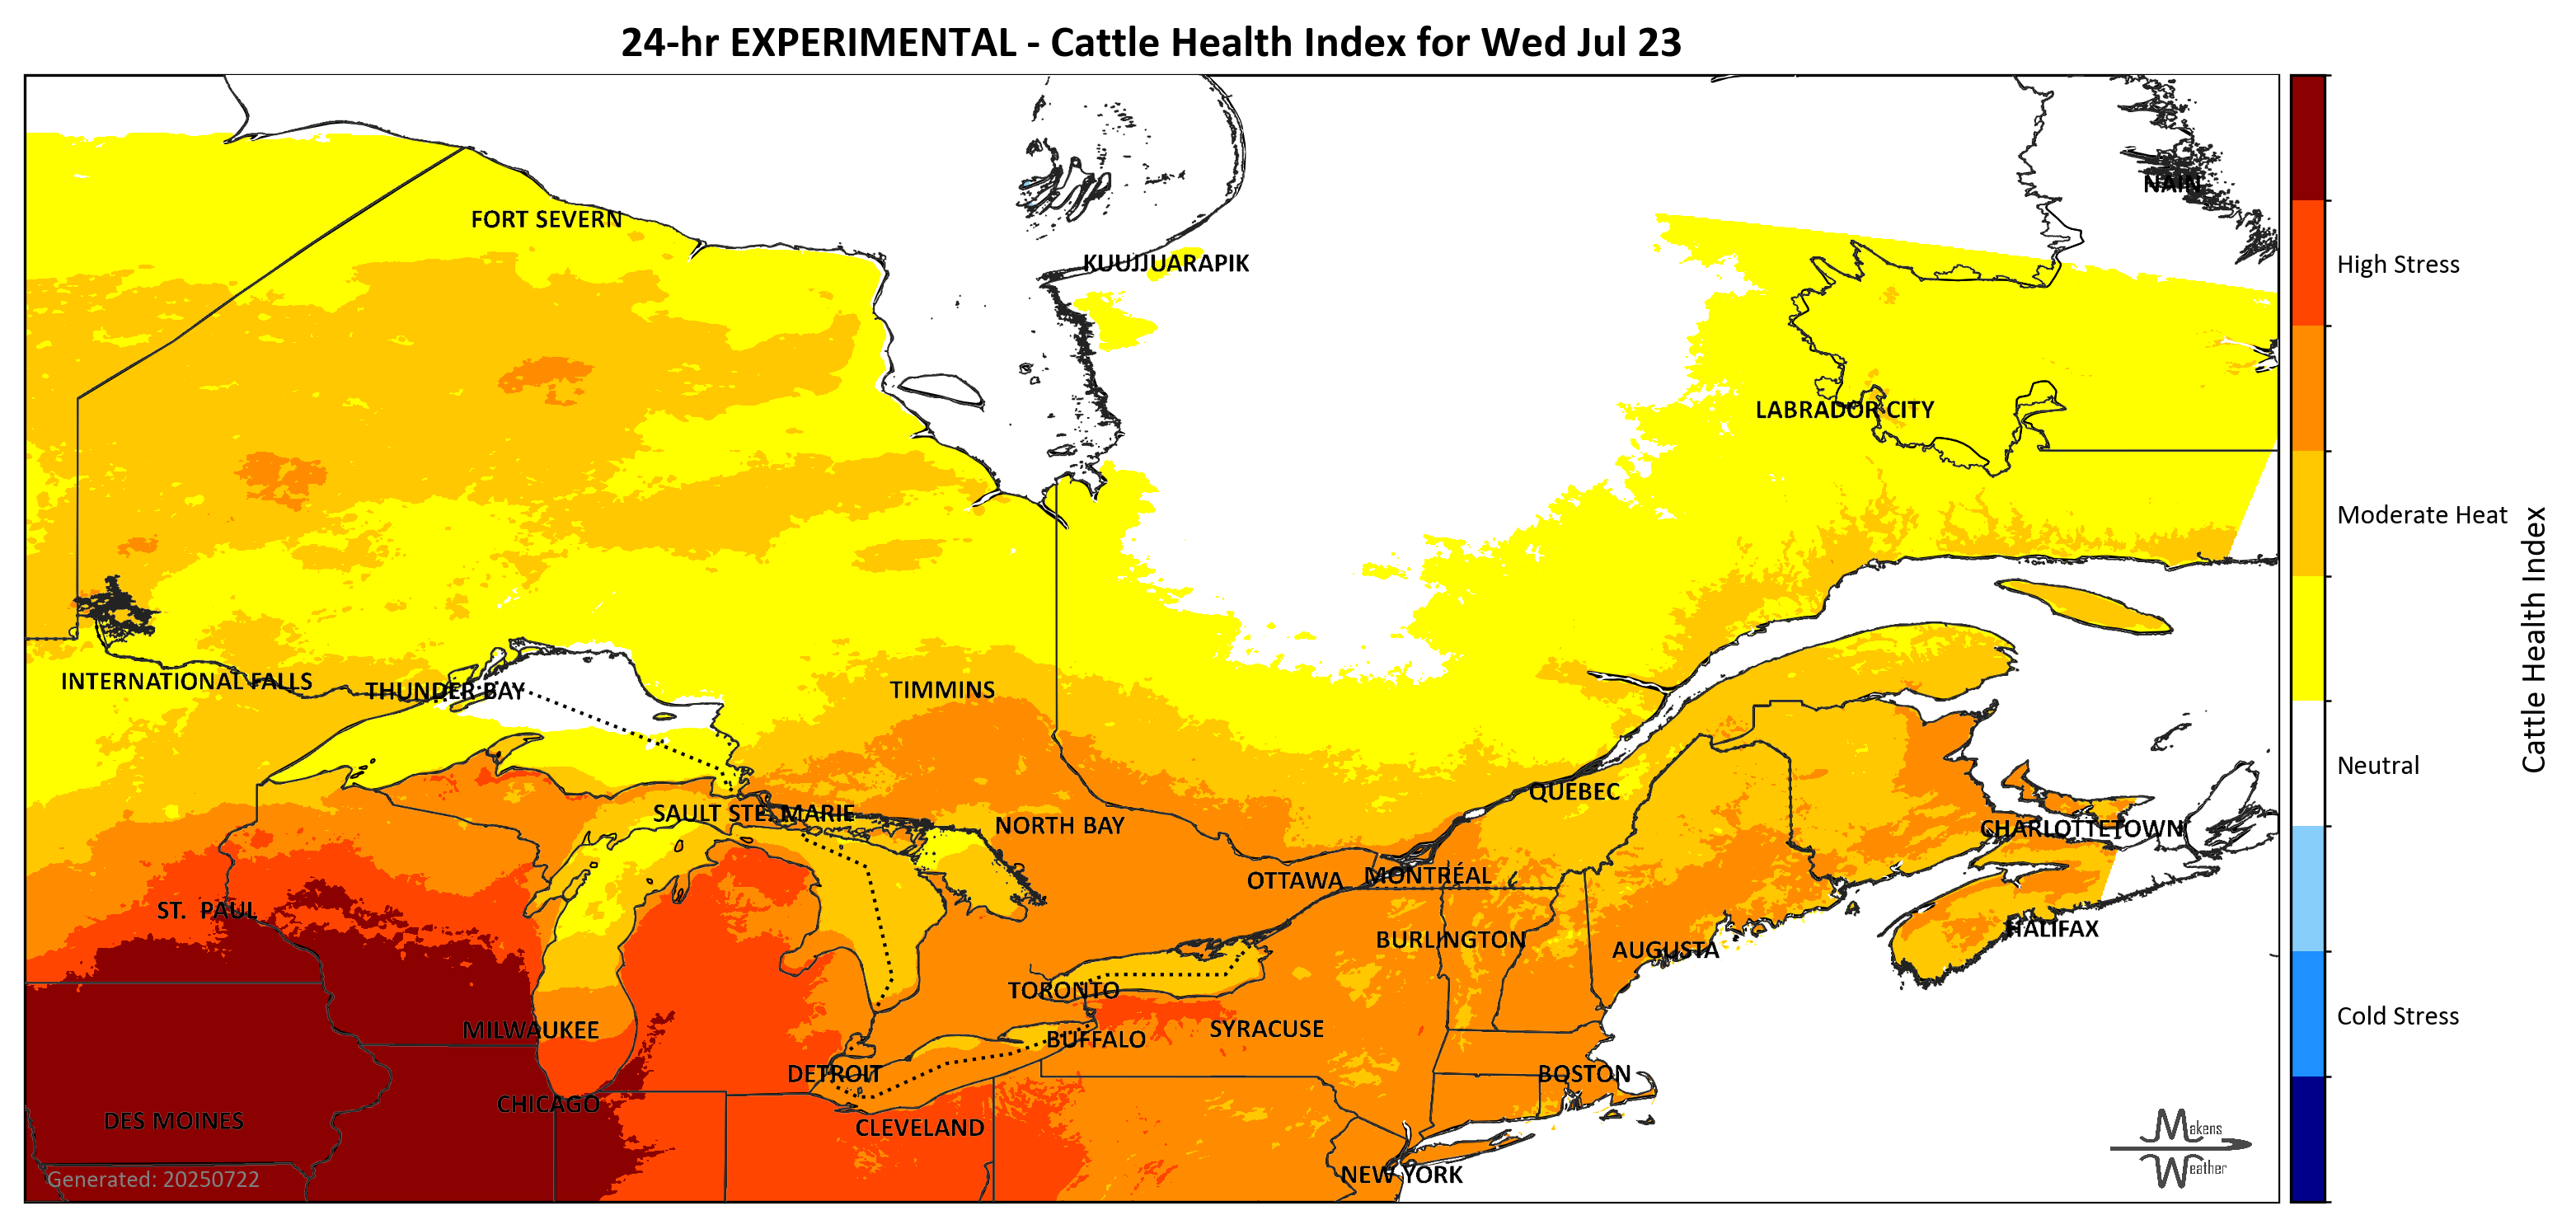 24-hr EXPERIMENTAL - Cattle Health Index for Wed Jul 23
NAIN
FORT SEVERN
KUUJJUARAPIK
High Stress
LABRADOR CITY
Moderate Heat
INTERNATIONAL FALLS
THUNDER BAY
TIMMINS
Cattle Health Index
Neutral
QUEBEC
SAULT STE. MARIE
NORTH BAY
CHARLOTTETOWN
OTTAWA
MONTRÉAL
ST. PAUL
HALIFAX
BURLINGTON
AUGUSTA
TORONTO
Cold Stress
MILWAUKEE
SYRACUSE
BUFFALO
DETROIT
BOSTON
CHICAGO
DES MOINES
CLEVELAND
Makens
Weather
NEW YORK
Generated: 20250722